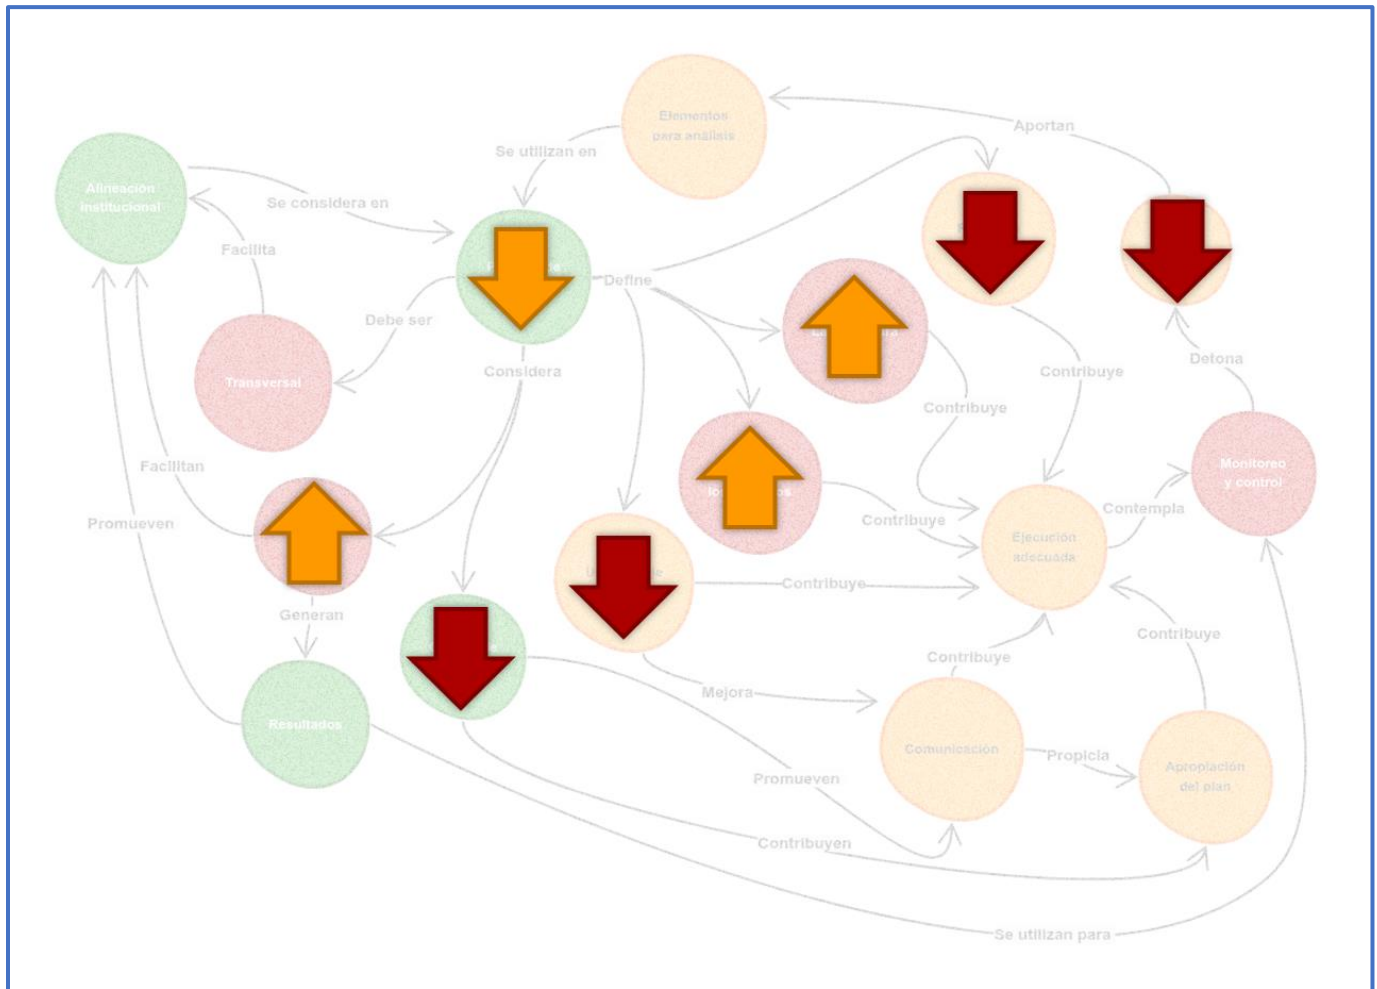 Elementos
para análisis
Aportan
Se utilizan en
Alineación
institucional
Se considera en
Facilita
Define
Debe ser
Considera
Transversal
Contribuye
Detona
Contribuye
Facilitan
Promueven
Monitoreo
y control
Contempla
Contribuye
Ejecución
adecuada
Contribuye
Generan
Contribuye
Contribuye
Mejora
Resultados
Comunicación
Propicia
Apropiación
del plan
Promueven
Contribuyen
Se utilizan para